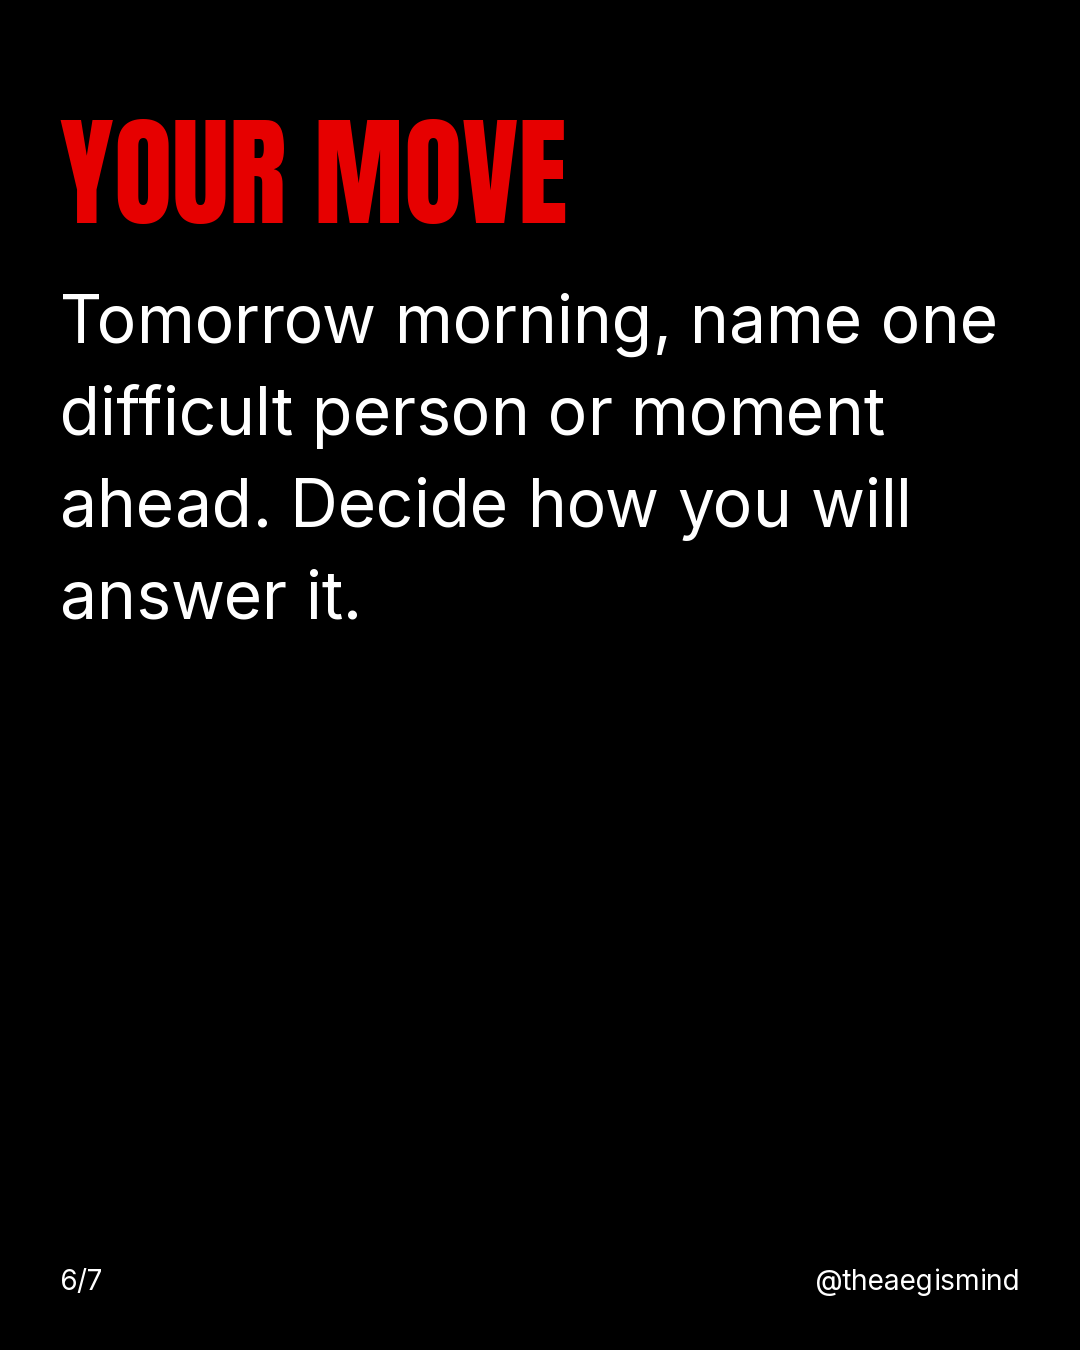 YOUR MOVE
Tomorrow morning, name one
difficult person or moment
ahead. Decide how you will
answer it.
6/7
@theaegismind